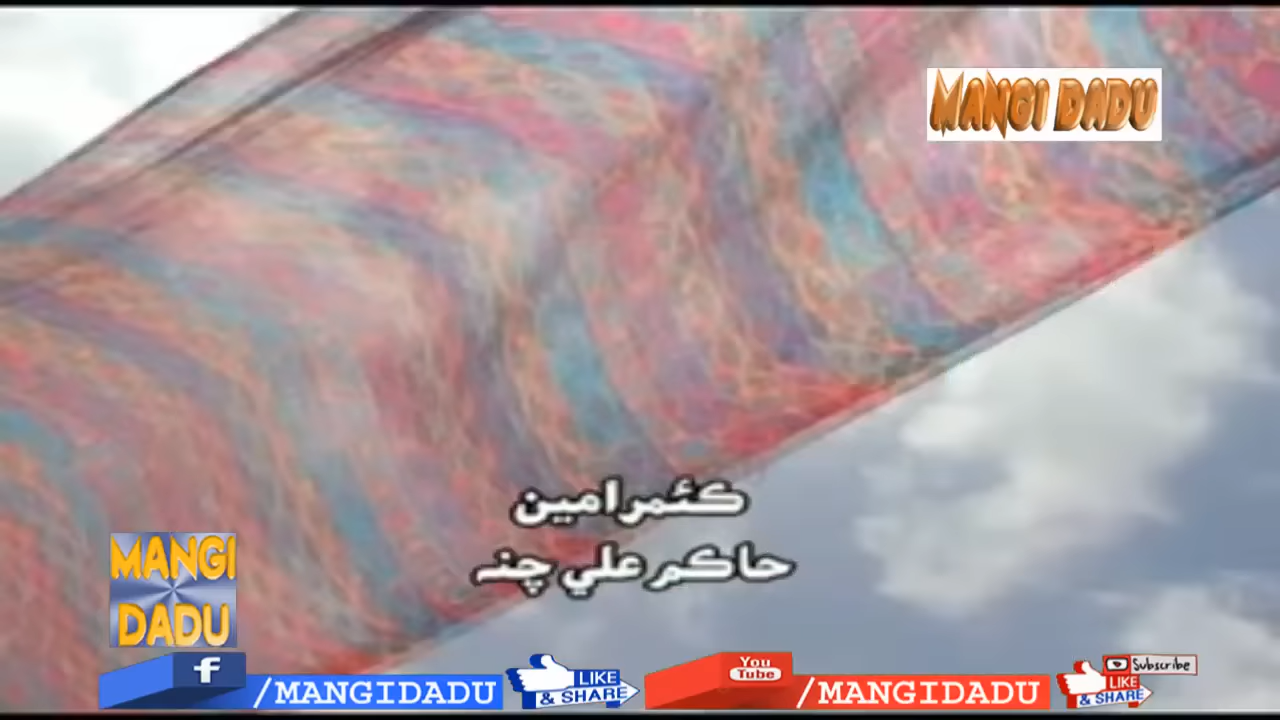 MANGI DADU
ڪئمرامين
حاڪم علي چنه
MANGI
DADU
f
/MANGIDADU
LIKE
& SHARE
You
Tube
/MANGIDADU
Subscribe
LIKE
& SHARE